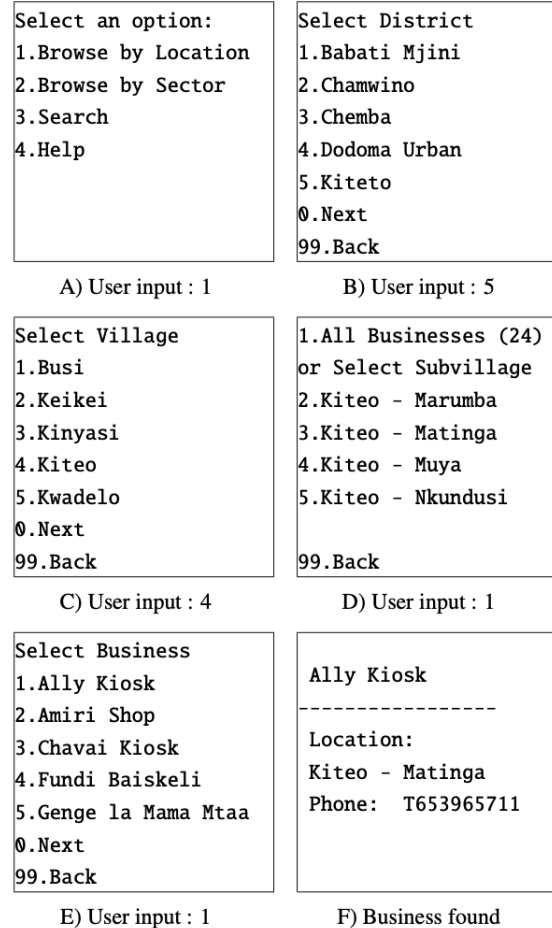 Select an option:
1.Browse by Location
2.Browse by Sector
3.Search
4.Help
A) User input : 1
Select District
1.Babati Mjini
2.Chamwino
3.Chemba
4.Dodoma Urban
5.Kiteto
0.Next
99.Back
B) User input : 5
Select Village
1.Busi
2.Keikei
3.Kinyasi
4.Kiteo
5.Kwadelo
0.Next
99.Back
C) User input : 4
1.All Businesses (24)
or Select Subvillage
2.Kiteo - Marumba
3.Kiteo - Matinga
4.Kiteo - Muya
5.Kiteo - Nkundusi
99.Back
D) User input : 1
Select Business
1.Ally Kiosk
2.Amiri Shop
3.Chavai Kiosk
4.Fundi Baiskeli
5.Genge la Mama Mtaa
0.Next
99.Back
E) User input : 1
Ally Kiosk
-----------------
Location:
Kiteo - Matinga
Phone: T653965711
F) Business found